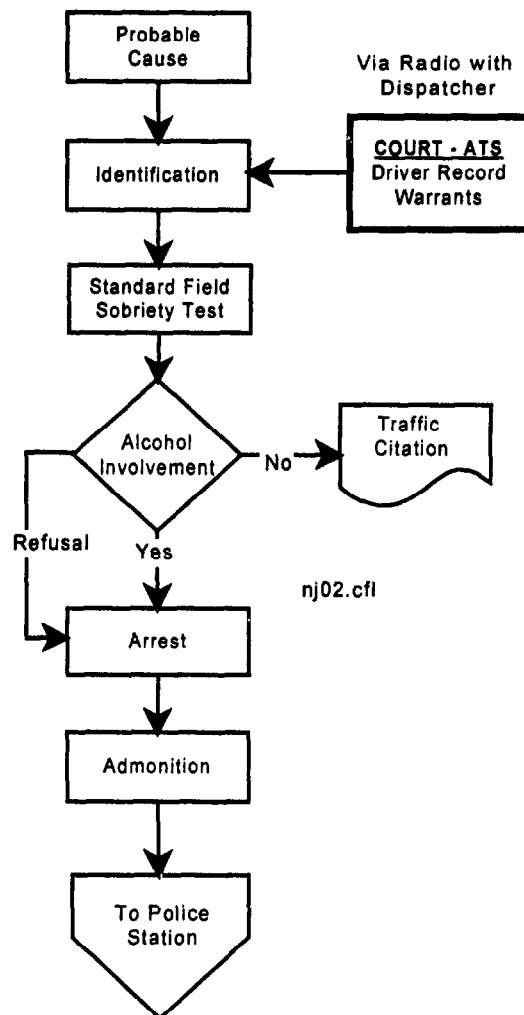 Probable
Cause
Via Radio with
Dispatcher
COURT - ATS
Driver Record
Warrants
Identification
Standard Field
Sobriety Test
Alcohol
Involvement
No
Traffic
Citation
Refusal
Yes
nj02.cfl
Arrest
Admonition
To Police
Station